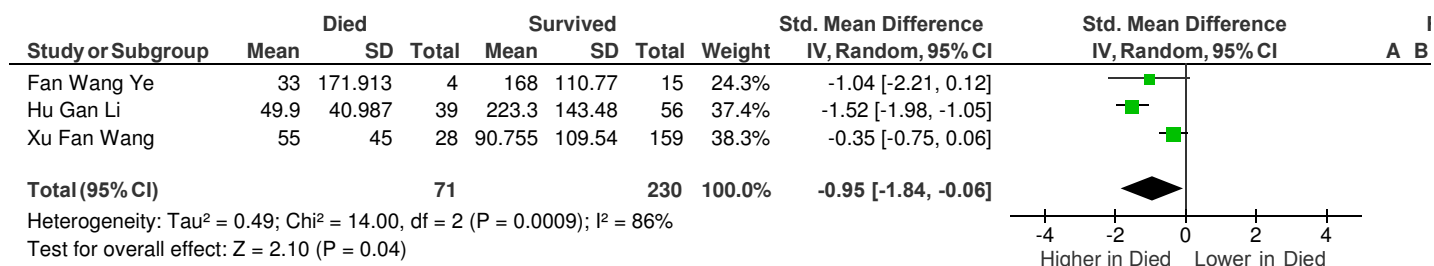 Died Survived Std. Mean Difference Std. Mean Difference
Study or Subgroup Mean SD Total Mean SD Total Weight IV, Random, 95% CI IV, Random, 95% CI A B
Fan Wang Ye 33 171.913 4 168 110.77 15 24.3% -1.04 [-2.21, 0.12]
Hu Gan Li 49.9 40.987 39 223.3 143.48 56 37.4% -1.52 [-1.98, -1.05]
Xu Fan Wang 55 45 28 90.755 109.54 159 38.3% -0.35 [-0.75, 0.06]
Total (95% CI) 71 230 100.0% -0.95 [-1.84, -0.06]
Heterogeneity: Tau² = 0.49; Chi² = 14.00, df = 2 (P = 0.0009); I² = 86%
Test for overall effect: Z = 2.10 (P = 0.04)
-4 -2 0 2 4
Higher in Died Lower in Died